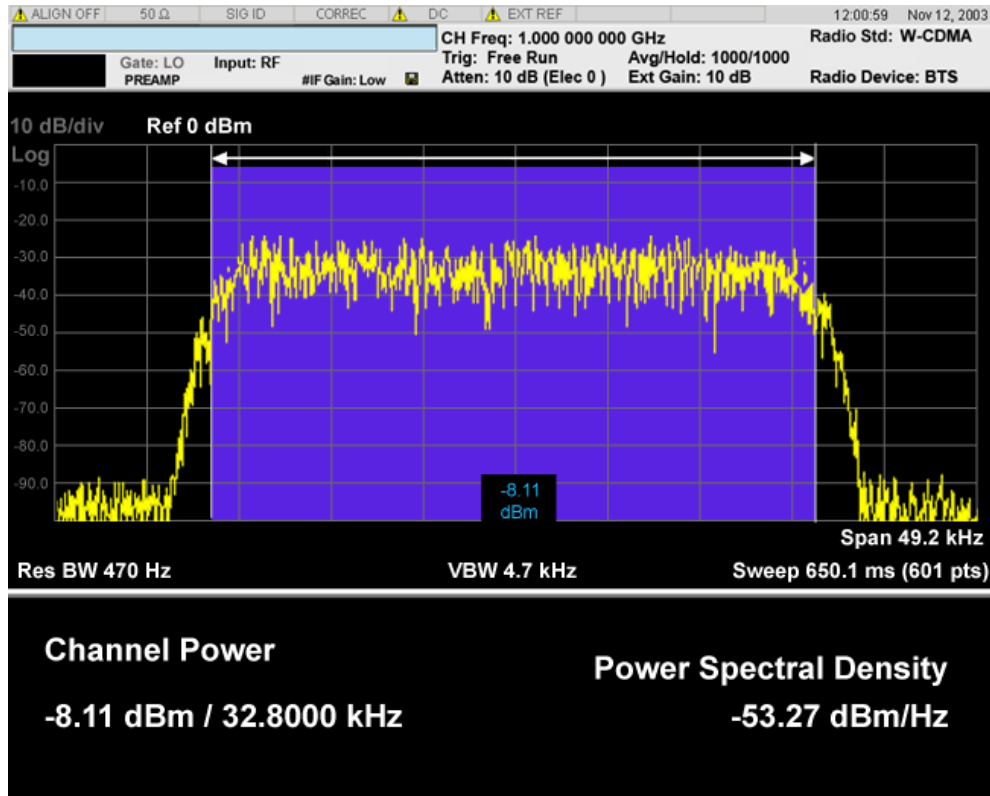 ALIGN OFF 50 Ω SIG ID CORREC DC EXT REF 12:00:59 Nov 12, 2003
CH Freq: 1.000 000 000 GHz Radio Std: W-CDMA
Gate: LO Input: RF Trig: Free Run Avg/Hold: 1000/1000
PREAMP #IF Gain: Low Atten: 10 dB (Elec 0 ) Ext Gain: 10 dB Radio Device: BTS
10 dB/div Ref 0 dBm
Log
-10.0
-20.0
-30.0
-40.0
-50.0
-60.0
-70.0
-80.0
-90.0
-8.11
dBm
Span 49.2 kHz
Res BW 470 Hz VBW 4.7 kHz Sweep 650.1 ms (601 pts)
Channel Power
Power Spectral Density
-8.11 dBm / 32.8000 kHz -53.27 dBm/Hz